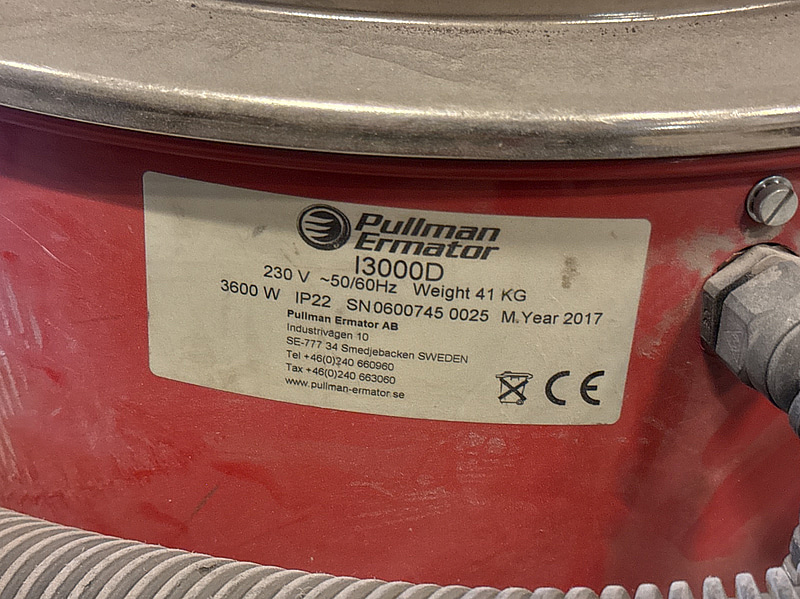 Pullman
Ermator
I3000D
230 V ~50/60Hz Weight 41 KG
3600 W IP22 SN 0600745 0025 M.Year 2017
Pullman Ermator AB
Industrivägen 10
SE-777 34 Smedjebacken SWEDEN
Tel +46(0)240 660960
Tax +46(0)240 663060
www.pullman-ermator.se
CE